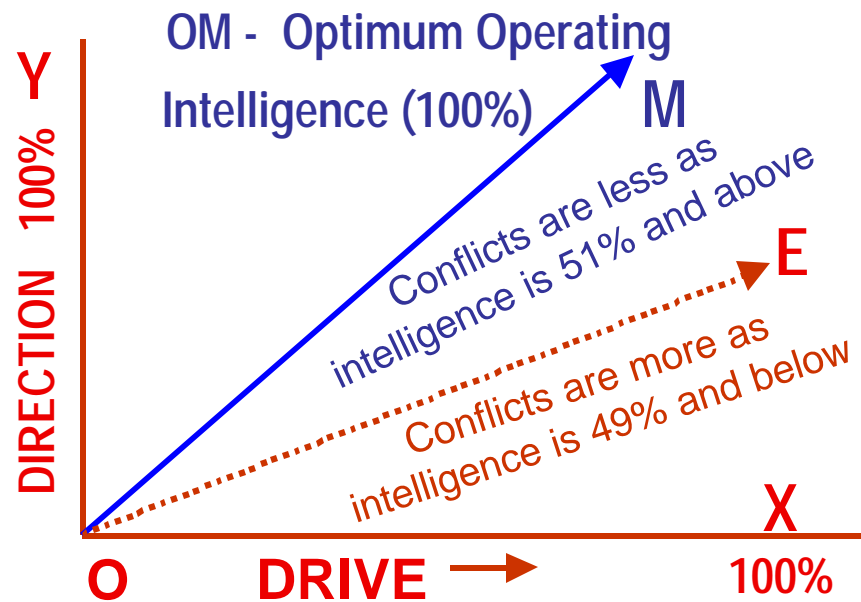 OM - Optimum Operating
Intelligence (100%)
Y
M
DIRECTION 100%
Conflicts are less as
intelligence is 51% and above
E
Conflicts are more as
intelligence is 49% and below
X
O
DRIVE
100%